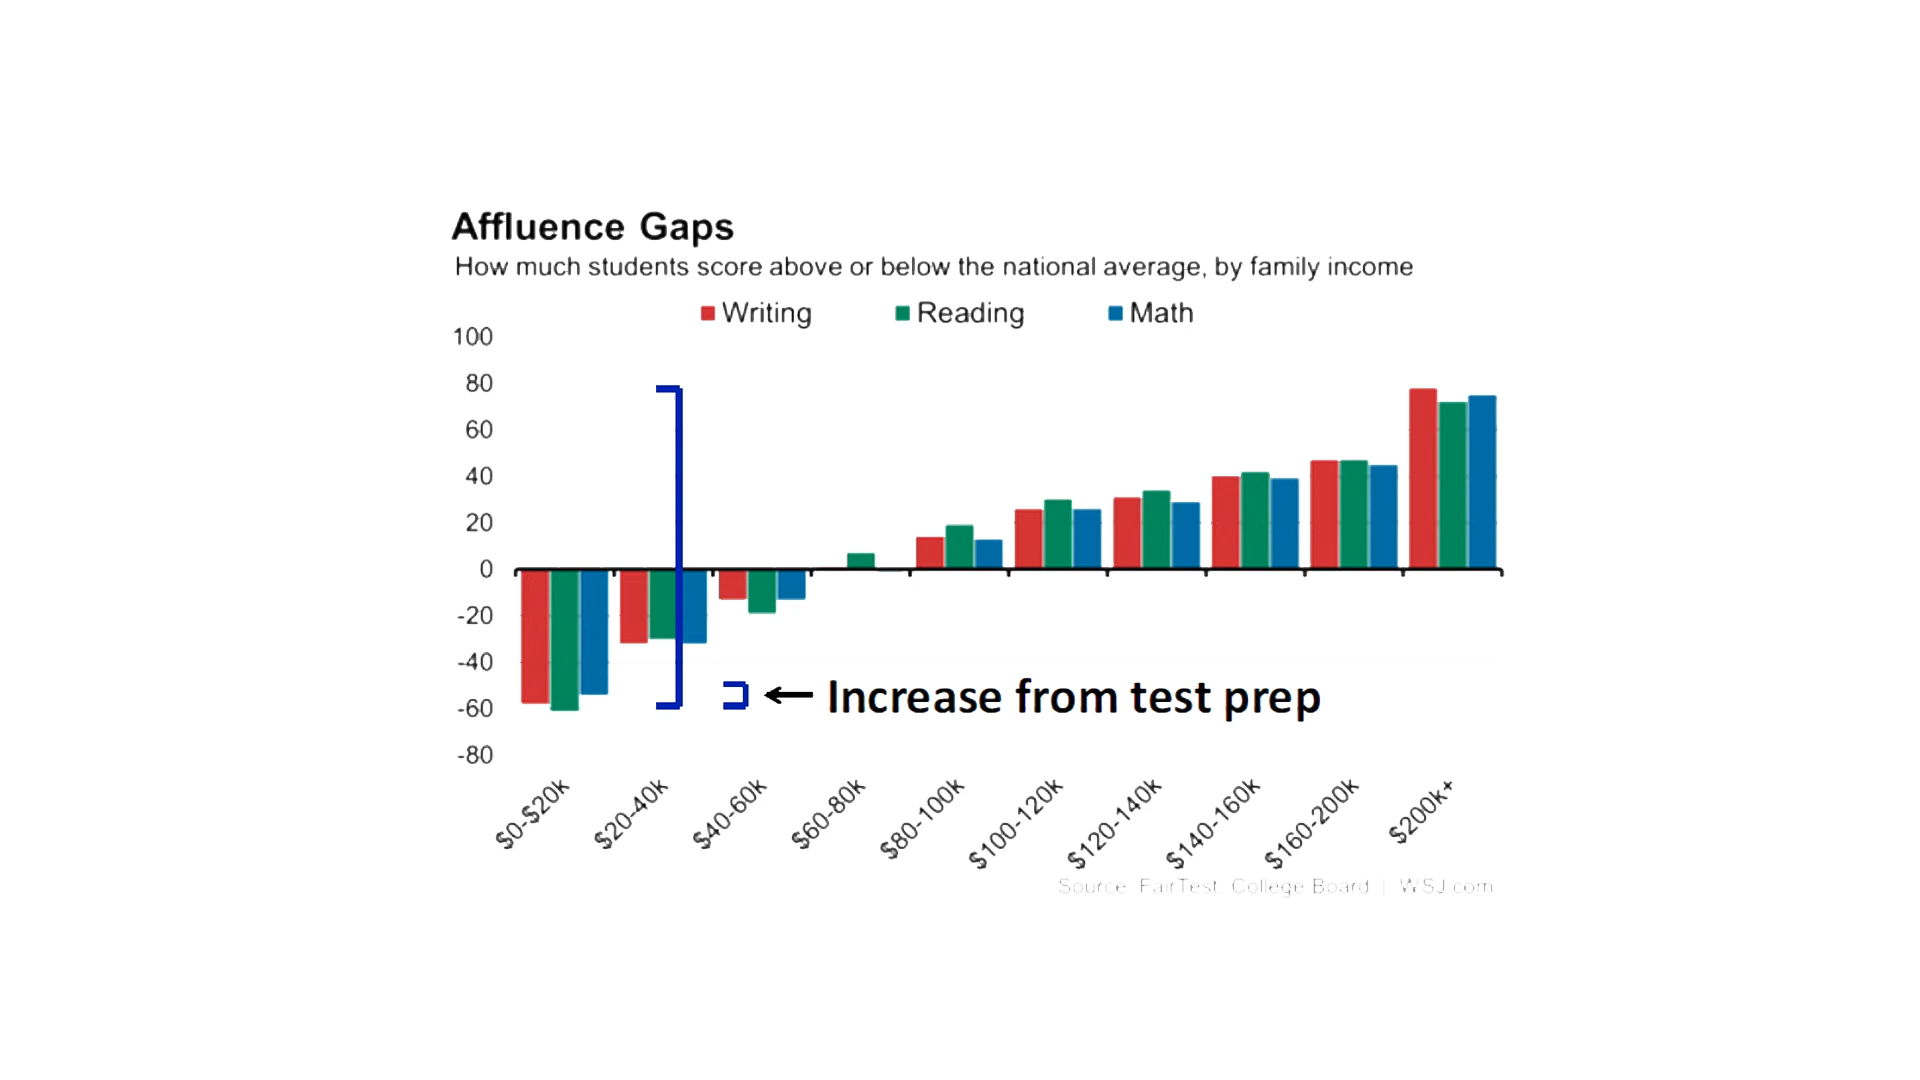 Affluence Gaps
How much students score above or below the national average, by family income
Writing Reading Math
100
80
60
40
20
0
-20
-40
-60
-80
Increase from test prep
$0-$20k $20-40k $40-60k $60-80k $80-100k $100-120k $120-140k $140-160k $160-200k $200k+
Source: FairTest, College Board | WSJ.com